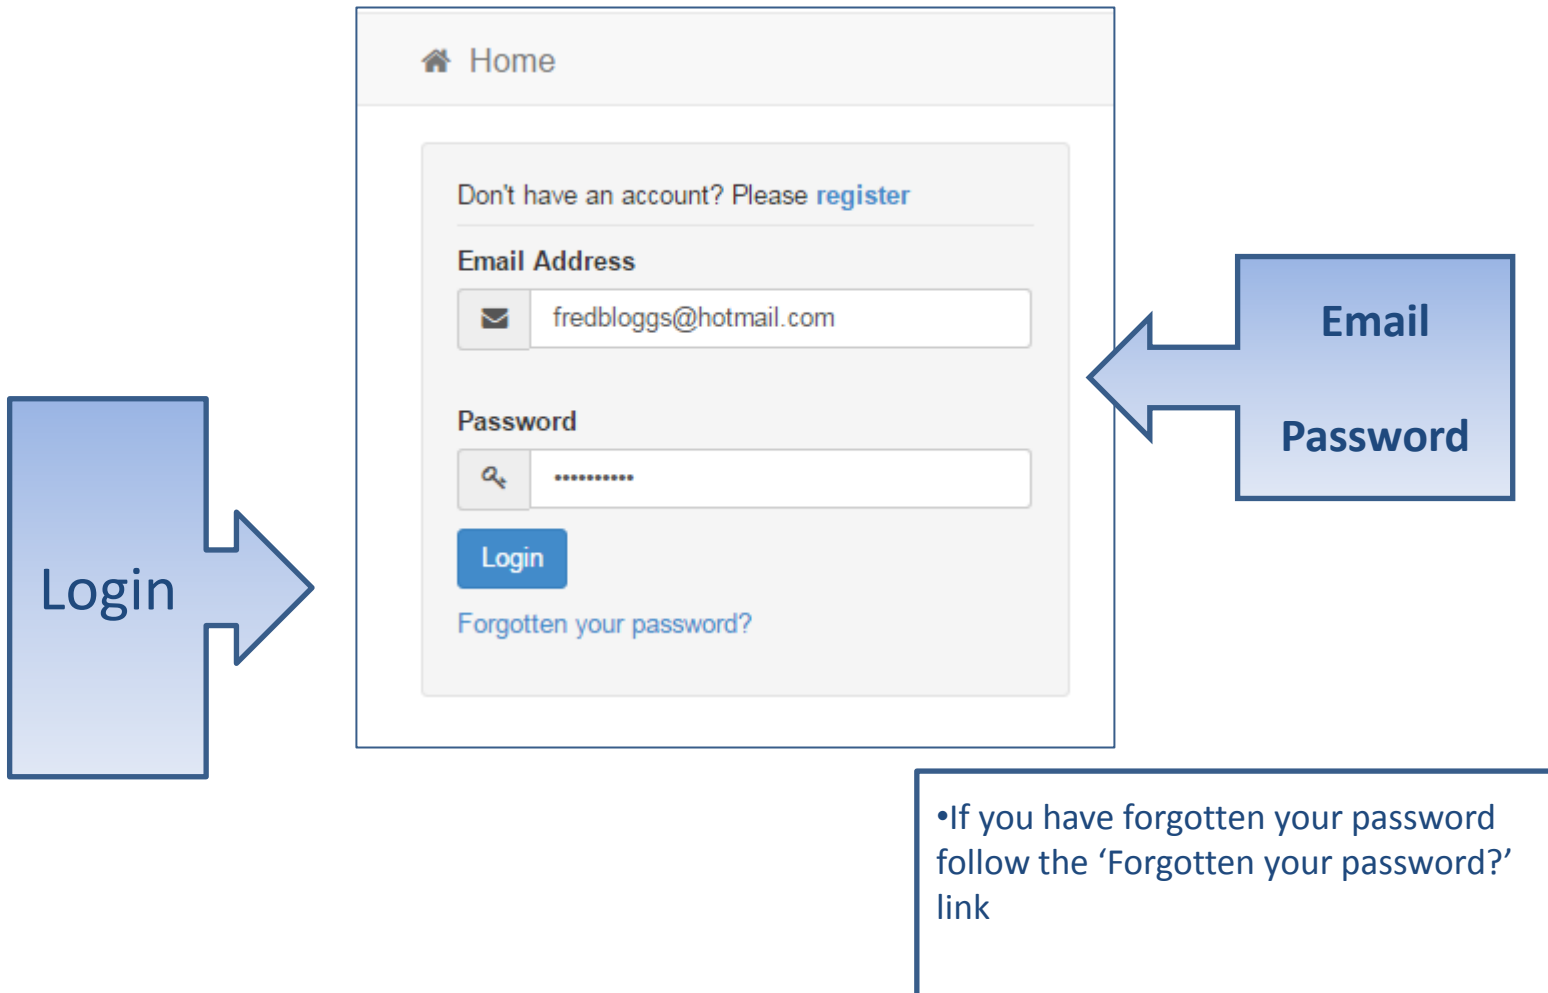 Home
Don't have an account? Please register
Email Address
fredbloggs@hotmail.com
Password
••••••••••
Login
Forgotten your password?
Login
Email
Password
•If you have forgotten your password
follow the ‘Forgotten your password?’
link